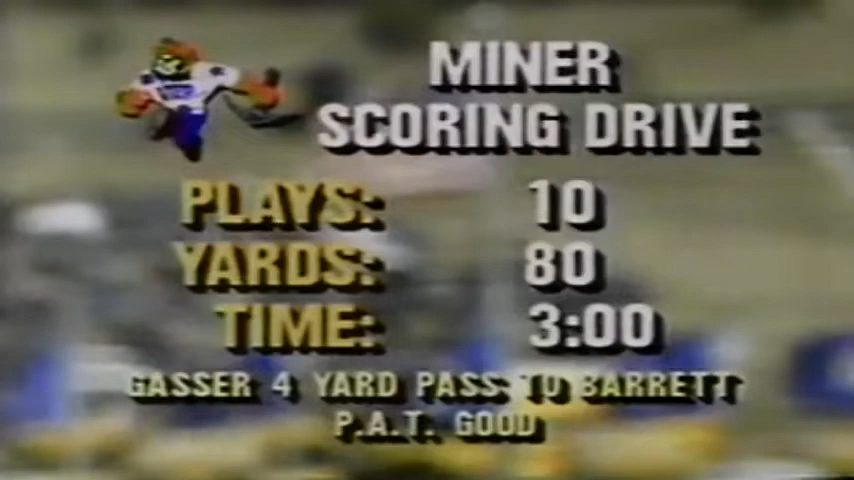 MINER
SCORING DRIVE
PLAYS: 10
YARDS: 80
TIME: 3:00
GASSER 4 YARD PASS TO BARRETT
P.A.T. GOOD